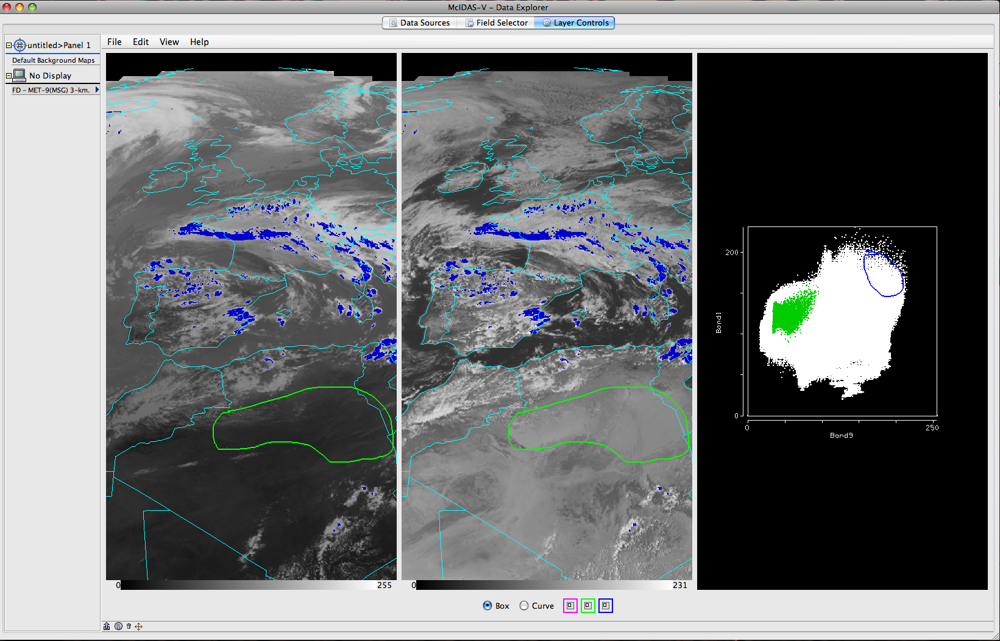 McIDAS-V – Data Explorer
Data Sources Field Selector Layer Controls
untitled>Panel 1
Default Background Maps
No Display
FD – MET-9(MSG) 3-km.
File Edit View Help
0 255
0 231
200
0
Band1
0 250
Band9
Box Curve